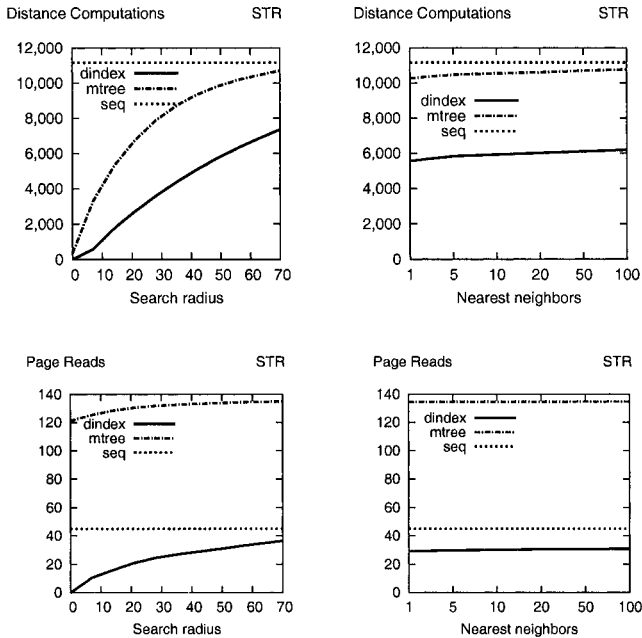 Distance Computations STR
12,000
10,000
8,000
6,000
4,000
2,000
0
dindex
mtree
seq
0 10 20 30 40 50 60 70
Search radius
Distance Computations STR
12,000
10,000
8,000
6,000
4,000
2,000
0
dindex
mtree
seq
1 5 10 20 50 100
Nearest neighbors
Page Reads STR
140
120
100
80
60
40
20
0
dindex
mtree
seq
0 10 20 30 40 50 60 70
Search radius
Page Reads STR
140
120
100
80
60
40
20
0
dindex
mtree
seq
1 5 10 20 50 100
Nearest neighbors